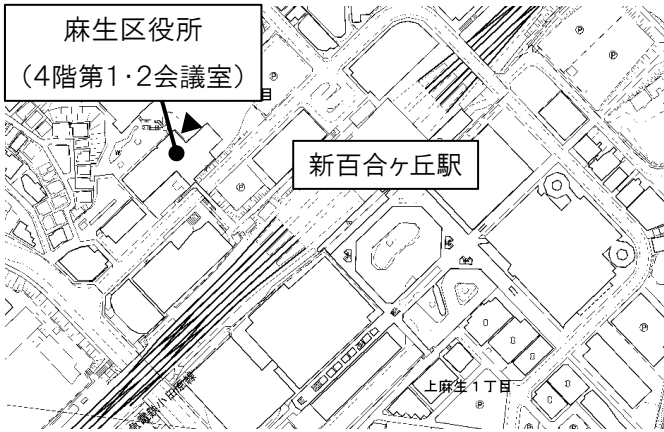 麻生区役所
（4階第1・2会議室）
目
新百合ヶ丘駅
上麻生1丁目